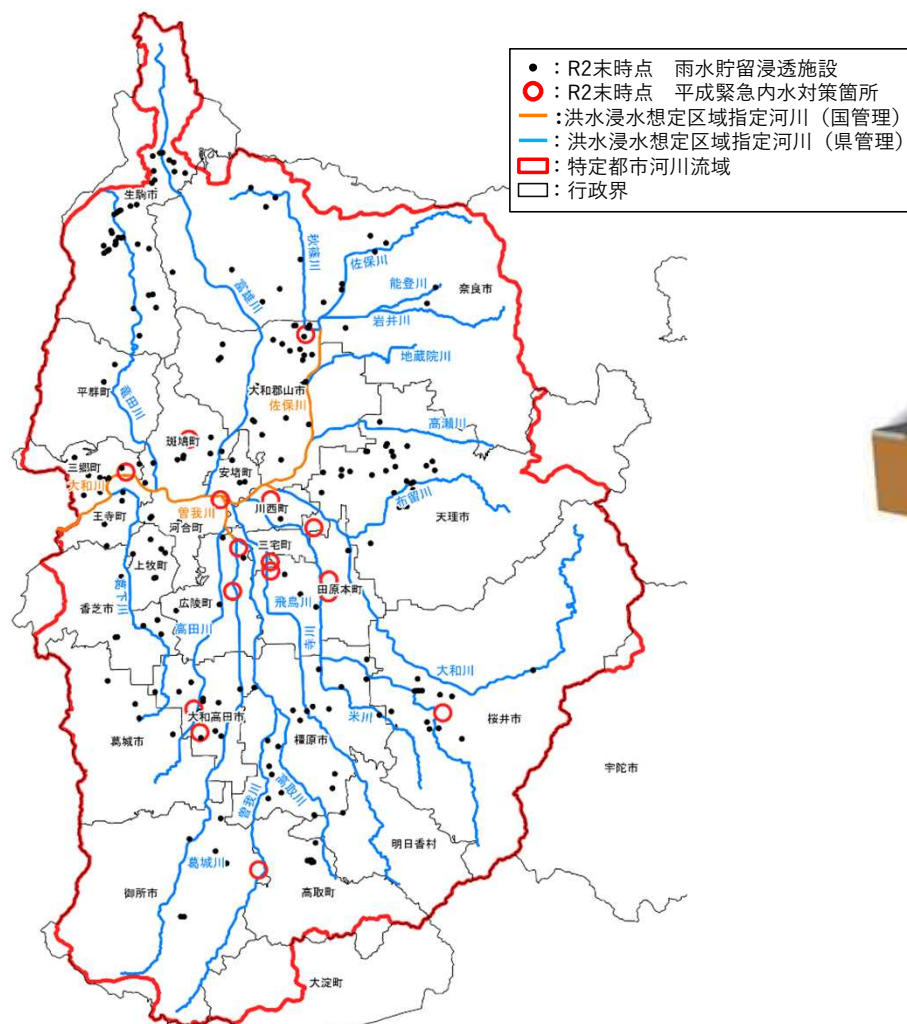 ● ：R2末時点　雨水貯留浸透施設
○ ：R2末時点　平成緊急内水対策箇所
：洪水浸水想定区域指定河川（国管理）
：洪水浸水想定区域指定河川（県管理）
：特定都市河川流域
：行政界
生駒市
秋篠川
佐保川
能登川
奈良市
富雄川
岩井川
地蔵院川
平群町
竜田川
大和郡山市
佐保川
高瀬川
斑鳩町
三郷町
安堵町
大和川
布留川
王寺町
曽我川
川西町
天理市
河合町
三宅町
上牧町
田原本町
香芝市
葛下川
広陵町
飛鳥川
高田川
寺川
大和川
米川
桜井市
大和高田市
葛城市
橿原市
宇陀市
曽我川
高取川
明日香村
葛城川
御所市
高取町
大淀町